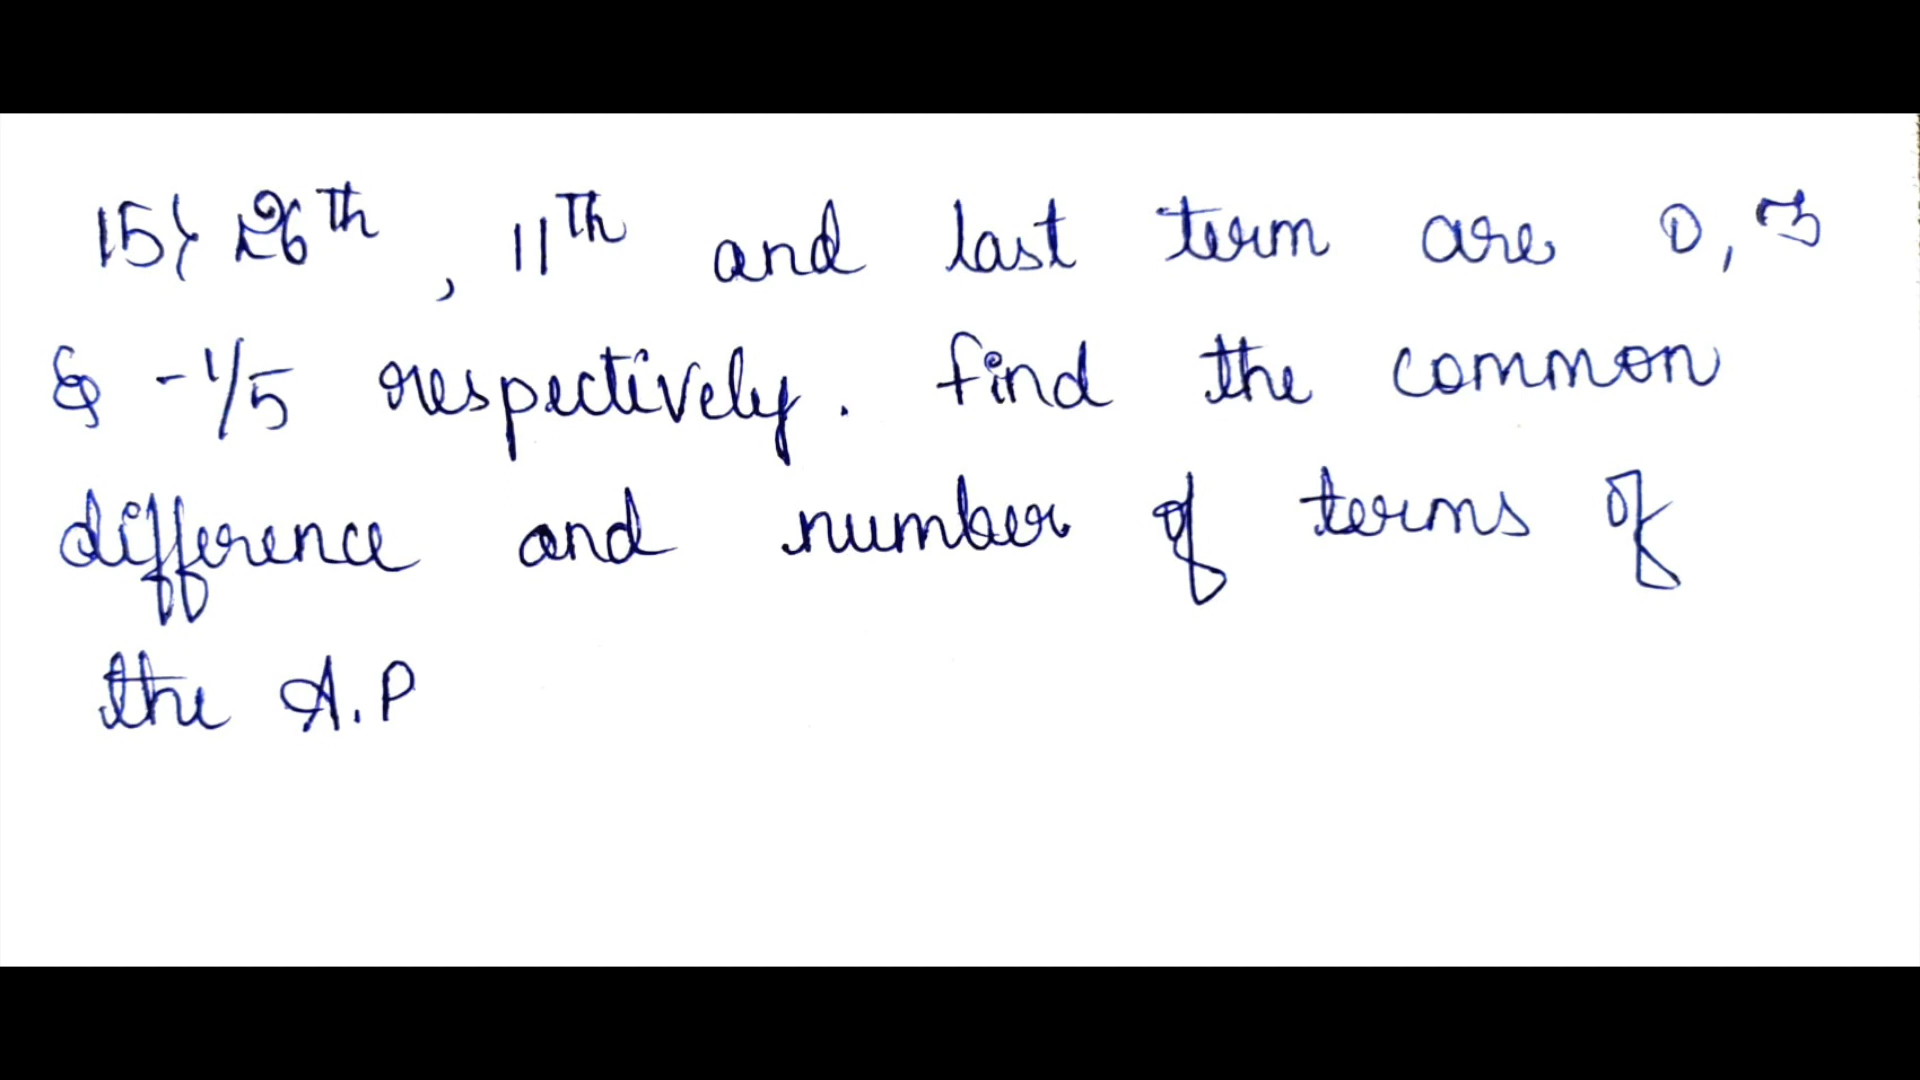 15} 26th, 11th and last term are 0, 3
& -1/5 respectively. find the common
difference and number of terms of
the A.P